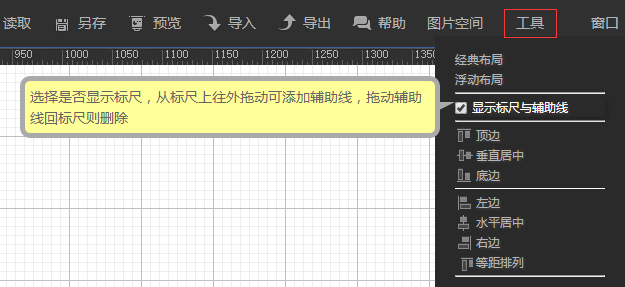 读取 另存 预览 导入 导出 帮助 图片空间 工具 窗口
950 1000 1050 1100 1150 1200 1250 1300 1350
经典布局
浮动布局
选择是否显示标尺，从标尺上往外拖动可添加辅助线，拖动辅助
线回标尺则删除
显示标尺与辅助线
顶边
垂直居中
底边
左边
水平居中
右边
等距排列